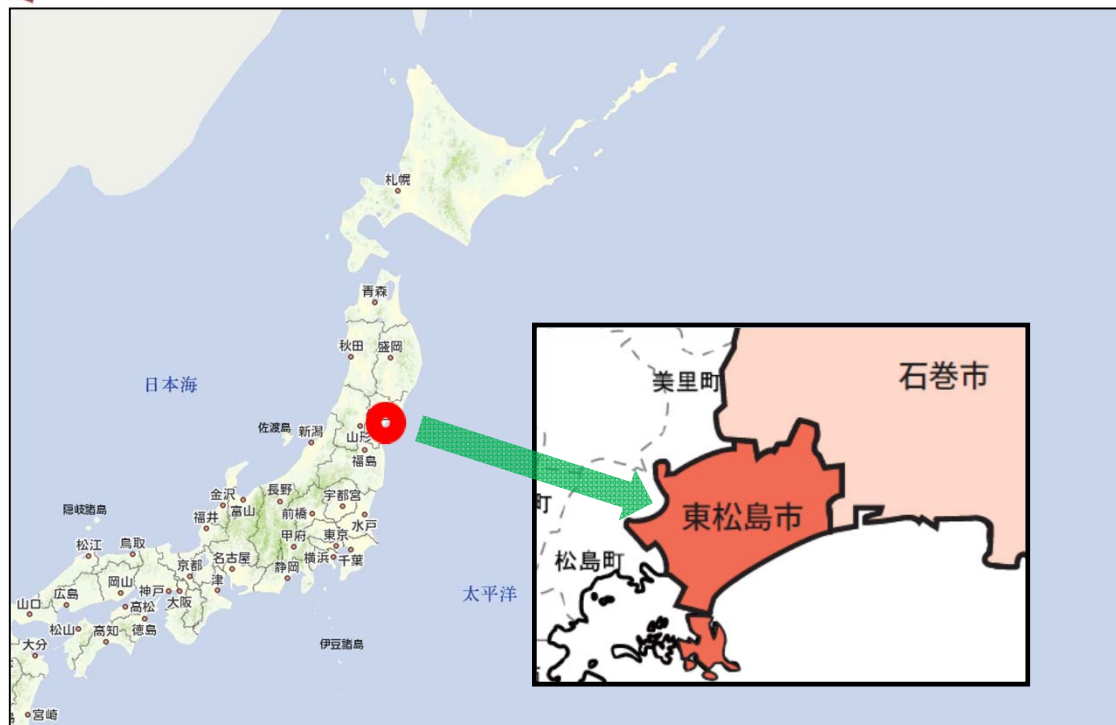 札幌
青森
秋田
盛岡
日本海
佐渡島
新潟
山形
福島
金沢
富山
長野
宇都宮
前橋
水戸
福井
隠岐諸島
甲府
東京
松江
鳥取
京都
名古屋
静岡
横浜
千葉
岡山
神戸
大阪
津
広島
山口
高松
松山
高知
徳島
大分
宮崎
太平洋
伊豆諸島
美里町
石巻市
町
東松島市
松島町
島